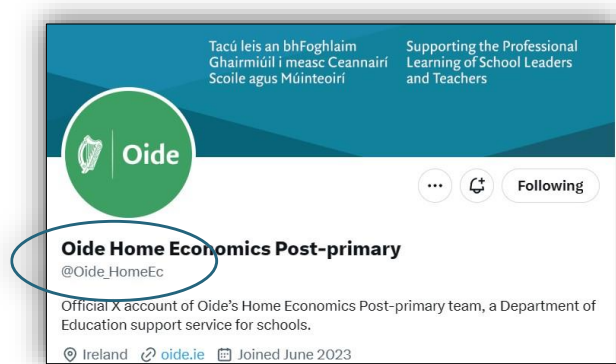 Tacú leis an bhFoghlaim
Ghairmiúil i measc Ceannairí
Scoile agus Múinteoirí
Supporting the Professional
Learning of School Leaders
and Teachers
Oide
Following
Oide Home Economics Post-primary
@Oide_HomeEc
Official X account of Oide's Home Economics Post-primary team, a Department of
Education support service for schools.
Ireland oide.ie Joined June 2023